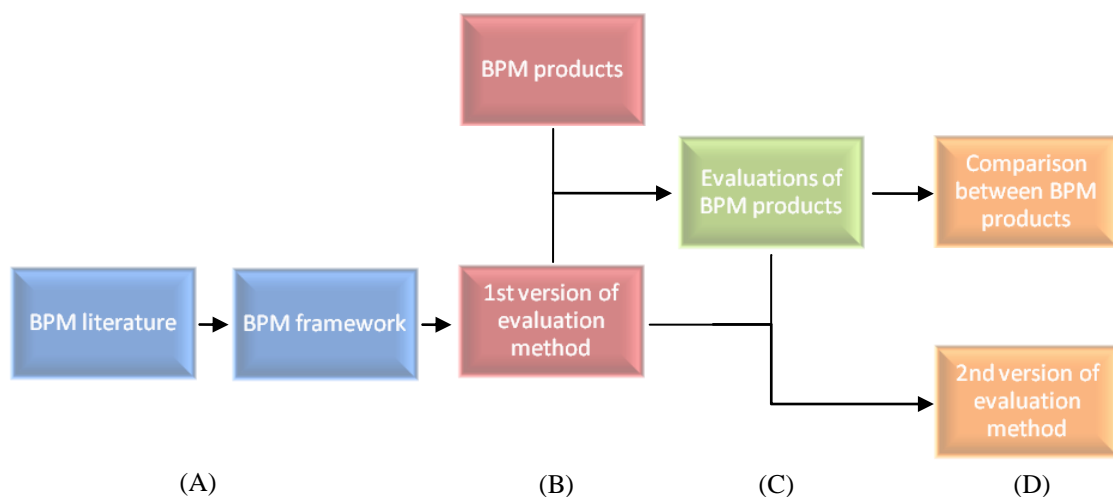 BPM products
Evaluations of
BPM products
Comparison
between BPM
products
BPM literature
BPM framework
1st version of
evaluation
method
2nd version of
evaluation
method
(A)
(B)
(C)
(D)